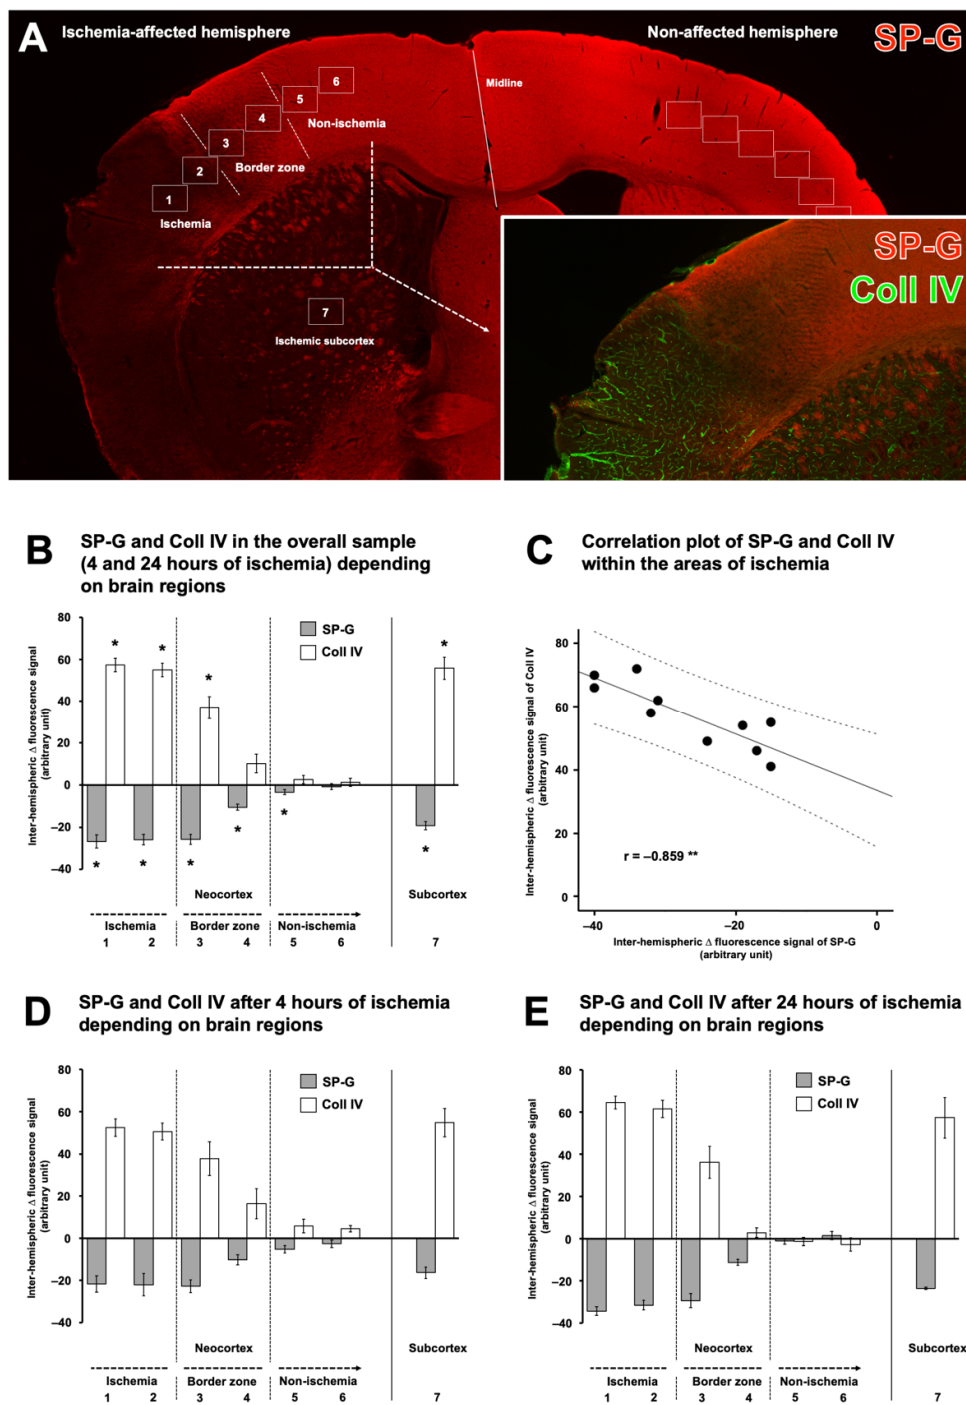 A
Ischemia-affected hemisphere
Non-affected hemisphere
SP-G
Midline
6
5
4
Non-ischemia
3
Border zone
2
1
Ischemia
7
Ischemic subcortex
SP-G
Coll IV
B
SP-G and Coll IV in the overall sample
(4 and 24 hours of ischemia) depending
on brain regions
Inter-hemispheric Δ fluorescence signal
(arbitrary unit)
80
60
40
20
0
−20
−40
SP-G
Coll IV
* * * *
* * * * * *
Neocortex
Subcortex
Ischemia
Border zone
Non-ischemia
1 2 3 4 5 6 7
C
Correlation plot of SP-G and Coll IV
within the areas of ischemia
Inter-hemispheric Δ fluorescence signal of Coll IV
(arbitrary unit)
80
60
40
20
0
r = −0.859 **
−40 −20 0
Inter-hemispheric Δ fluorescence signal of SP-G
(arbitrary unit)
D
SP-G and Coll IV after 4 hours of ischemia
depending on brain regions
Inter-hemispheric Δ fluorescence signal
(arbitrary unit)
80
60
40
20
0
−20
−40
SP-G
Coll IV
Neocortex
Subcortex
Ischemia
Border zone
Non-ischemia
1 2 3 4 5 6 7
E
SP-G and Coll IV after 24 hours of ischemia
depending on brain regions
Inter-hemispheric Δ fluorescence signal
(arbitrary unit)
80
60
40
20
0
−20
−40
SP-G
Coll IV
Neocortex
Subcortex
Ischemia
Border zone
Non-ischemia
1 2 3 4 5 6 7